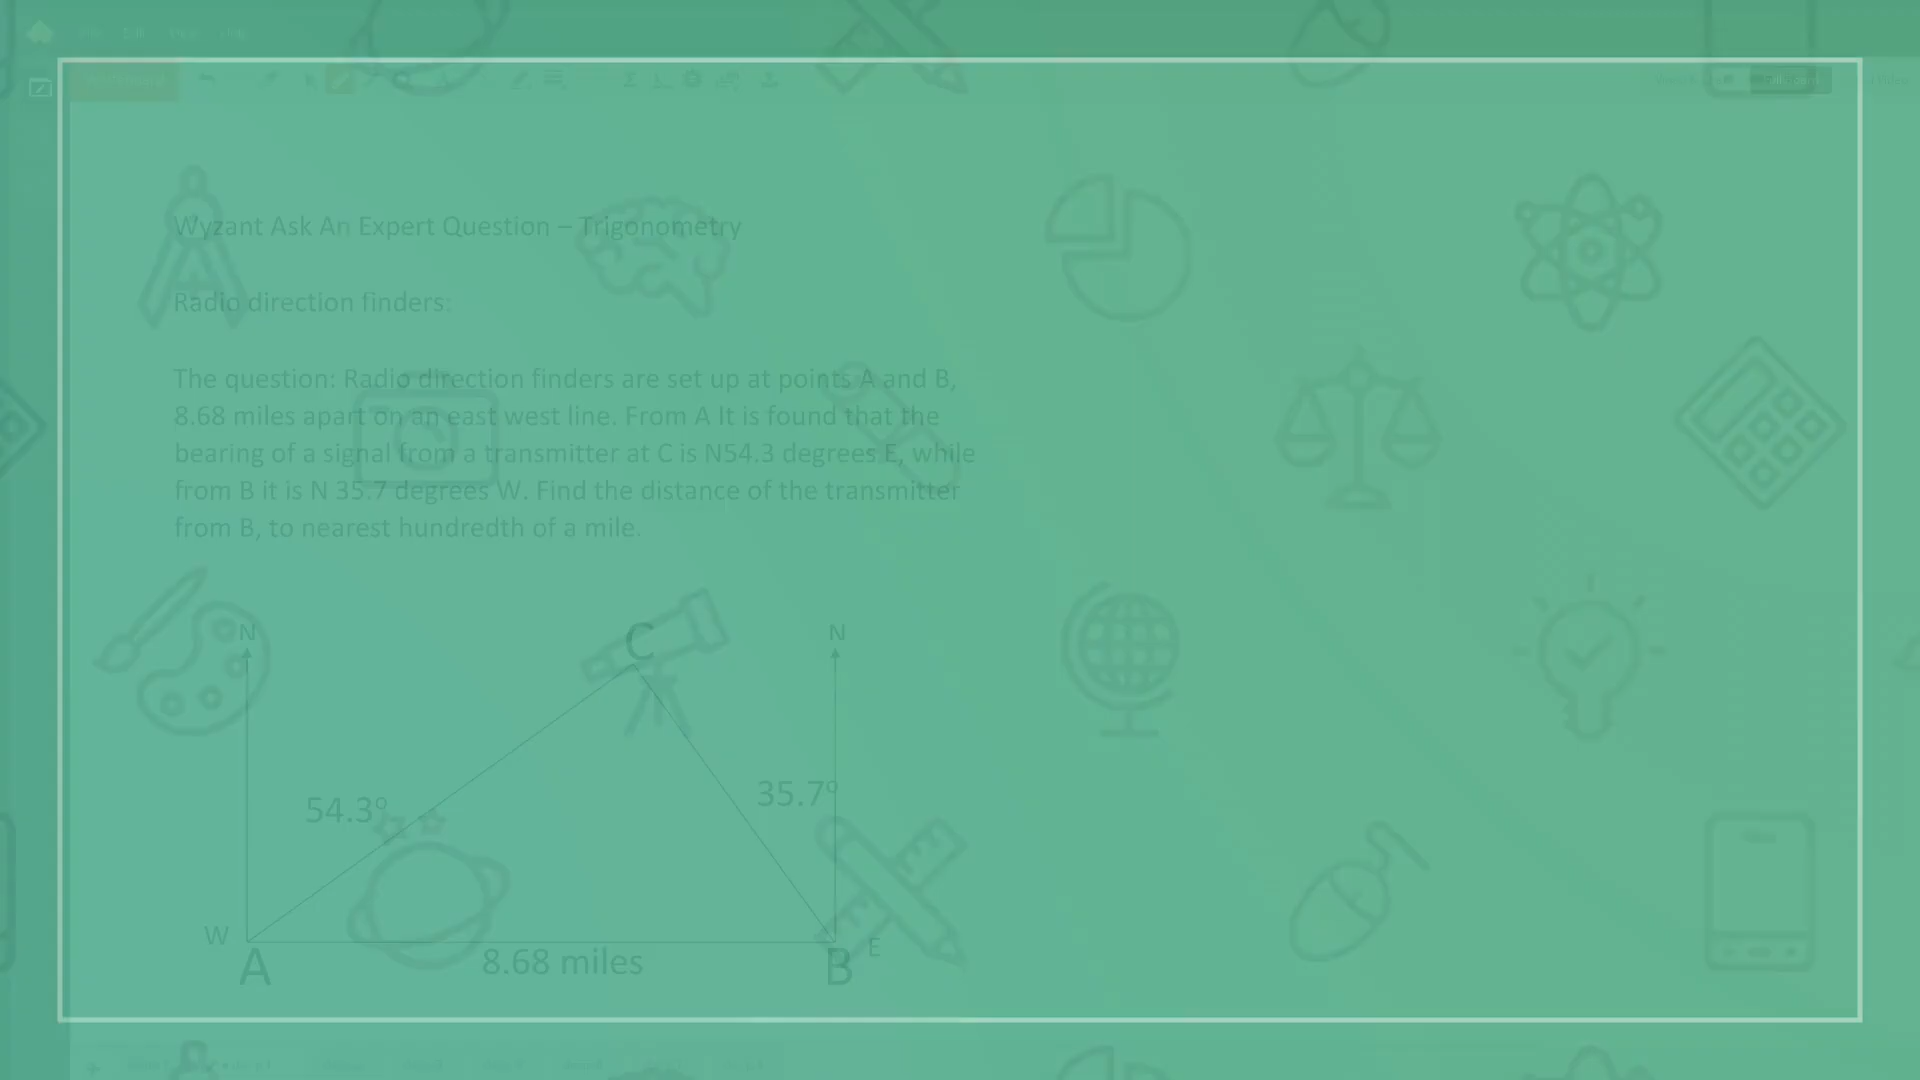 Edit
Wyzant Ask An Expert Question – Trigonometry
Radio direction finders:
The question: Radio direction finders are set up at points A and B,
8.68 miles apart on an east west line. From A It is found that the
bearing of a signal from a transmitter at C is N54.3 degrees E, while
from B it is N 35.7 degrees W. Find the distance of the transmitter
from B, to nearest hundredth of a mile.
N
C
N
54.3º
35.7º
W
E
A
8.68 miles
B